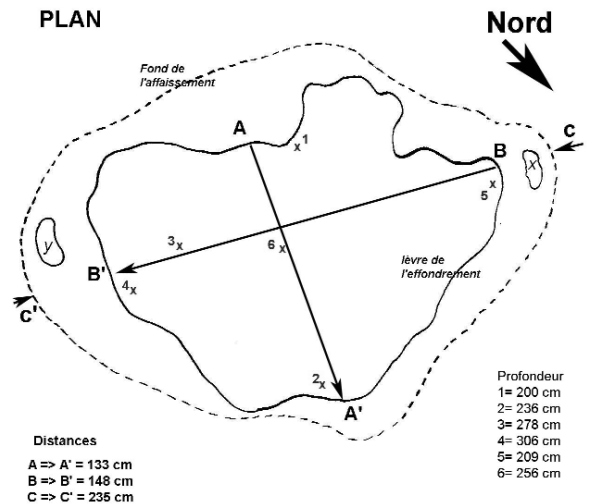 PLAN
Nord
Fond de
l'affaissement
A
x1
C
B
x
5 x
y
3x
6x
lèvre de
l'effondrement
B'
4x
C'
2x
A'
Profondeur
1= 200 cm
2= 236 cm
3= 278 cm
4= 306 cm
5= 209 cm
6= 256 cm
Distances
A => A' = 133 cm
B => B' = 148 cm
C => C' = 235 cm